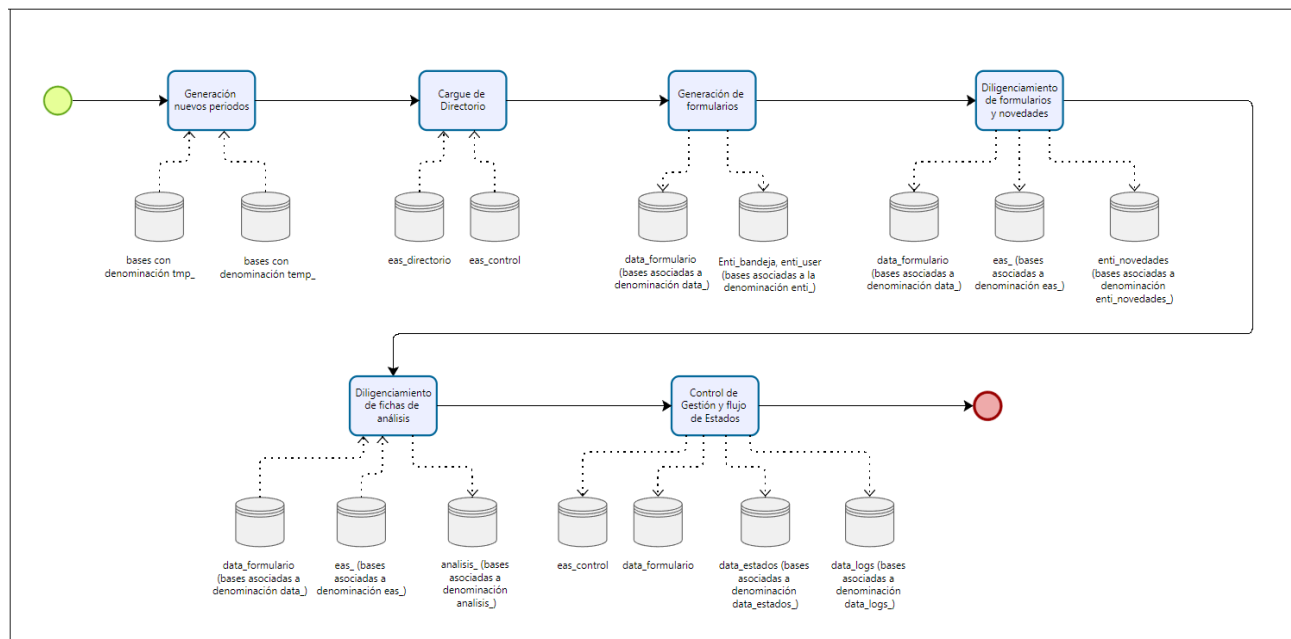 Generación
nuevos periodos
Cargue de
Directorio
Generación de
formularios
Diligenciamiento
de formularios
y novedades
bases con
denominación tmp_
bases con
denominación temp_
eas_directorio
eas_control
data_formulario
(bases asociadas a
denominación data_)
Enti_bandeja, enti_user
(bases asociadas a la
denominación enti_)
data_formulario
(bases asociadas a
denominación data_)
eas_ (bases
asociadas a
denominación eas_)
enti_novedades
(bases asociadas a
denominación
enti_novedades_)
Diligenciamiento
de fichas de
análisis
Control de
Gestión y flujo
de Estados
data_formulario
(bases asociadas a
denominación data_)
eas_ (bases
asociadas a
denominación eas_)
analisis_ (bases
asociadas a
denominación
analisis_)
eas_control
data_formulario
data_estados (bases
asociadas a
denominación
data_estados_)
data_logs (bases
asociadas a
denominación
data_logs_)